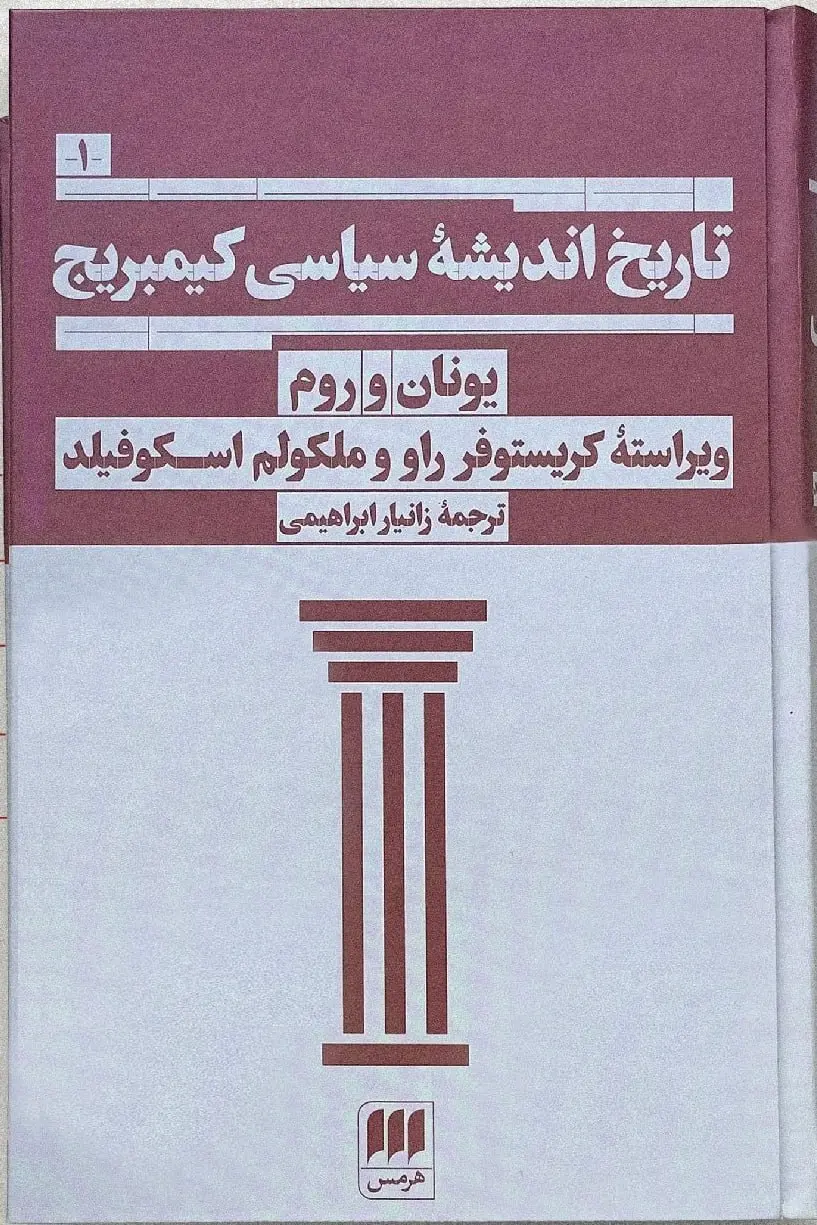 -۱-
تاریخ اندیشهٔ سیاسی کیمبریج
یونان و روم
ویراستهٔ کریستوفر راو و ملکولم اسکوفیلد
ترجمهٔ زانیار ابراهیمی
هرمس